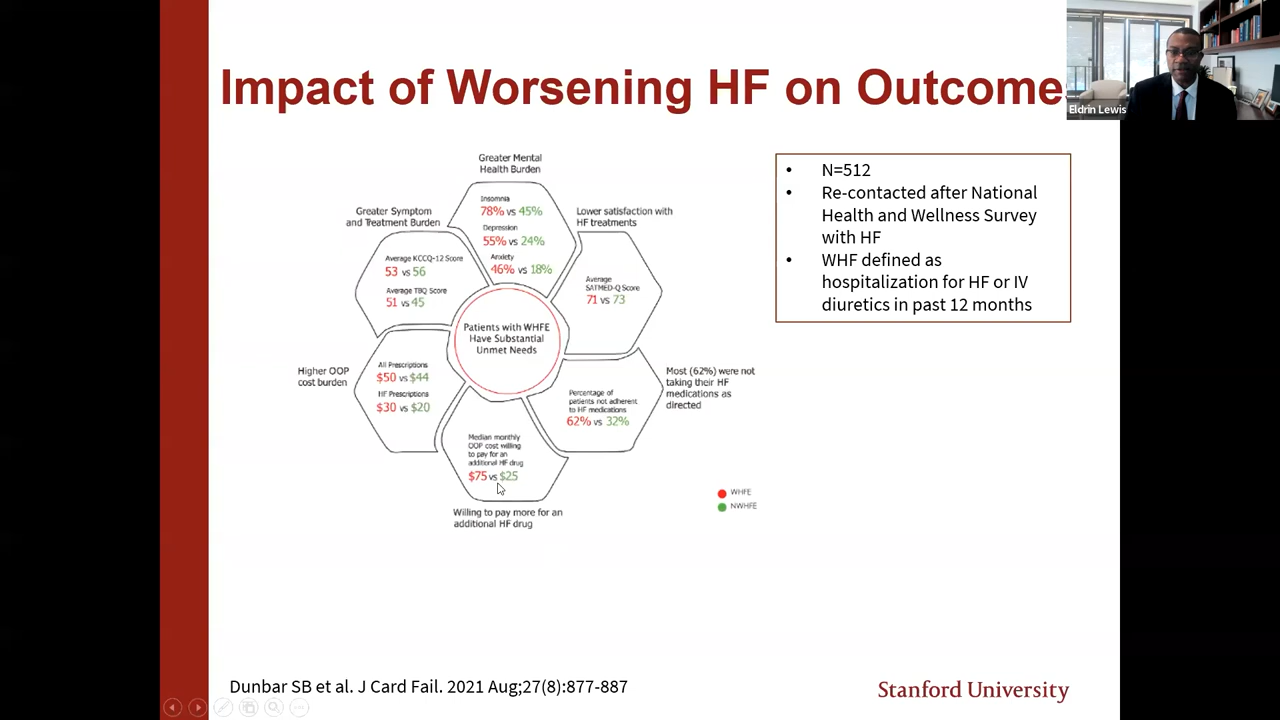 Impact of Worsening HF on Outcome
Eldrin Lewis
Greater Mental
Health Burden
Insomnia
78% vs 45%
Depression
55% vs 24%
Anxiety
46% vs 18%
Greater Symptom
and Treatment Burden
Average KCCQ-12 Score
53 vs 56
Average TBQ Score
51 vs 45
Lower satisfaction with
HF treatments
Average
SATMED-Q Score
71 vs 73
Patients with WHFE
Have Substantial
Unmet Needs
Higher OOP
cost burden
All Prescriptions
$50 vs $44
HF Prescriptions
$30 vs $20
Percentage of
patients not adherent
to HF medications
62% vs 32%
Most (62%) were not
taking their HF
medications as
directed
Median monthly
OOP cost willing
to pay for an
additional HF drug
$75 vs $25
Willing to pay more for an
additional HF drug
WHFE
NWHFE
• N=512
• Re-contacted after National
Health and Wellness Survey
with HF
• WHF defined as
hospitalization for HF or IV
diuretics in past 12 months
Dunbar SB et al. J Card Fail. 2021 Aug;27(8):877-887
Stanford University